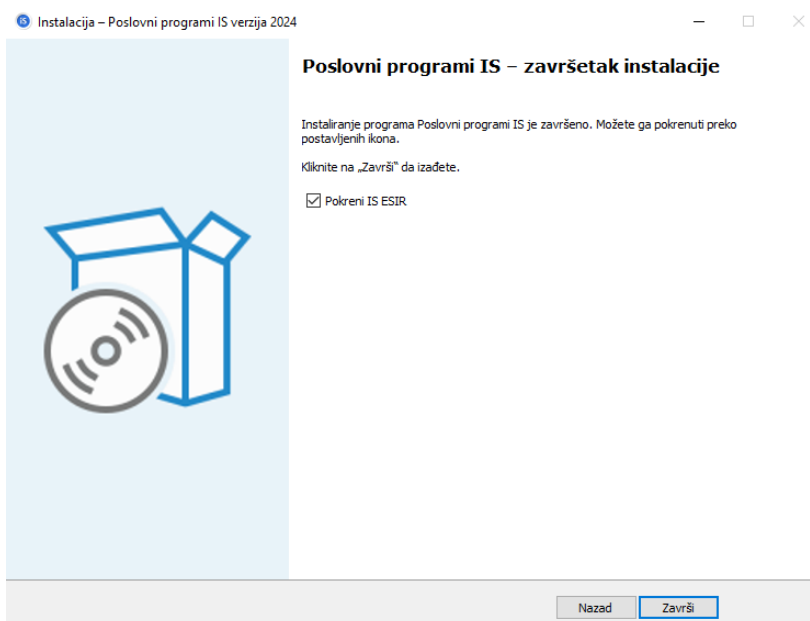 Instalacija – Poslovni programi IS verzija 2024
Poslovni programi IS – završetak instalacije
Instaliranje programa Poslovni programi IS je završeno. Možete ga pokrenuti preko
postavljenih ikona.
Kliknite na „Završi“ da izađete.
Pokreni IS ESIR
Nazad
Završi